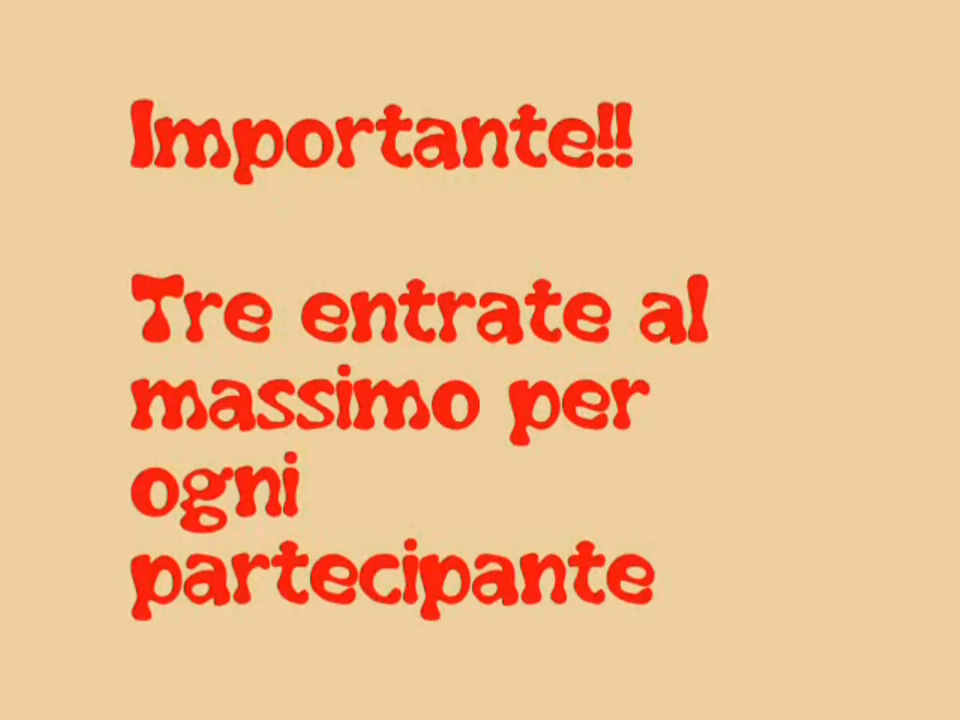 Importante!!
Tre entrate al
massimo per
ogni
partecipante